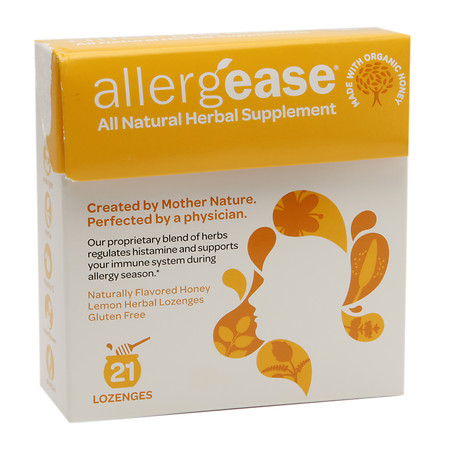 allergease®
All Natural Herbal Supplement
MADE WITH ORGANIC HONEY
Created by Mother Nature.
Perfected by a physician.
Our proprietary blend of herbs
regulates histamine and supports
your immune system during
allergy season.*
Naturally Flavored Honey
Lemon Herbal Lozenges
Gluten Free
21
LOZENGES